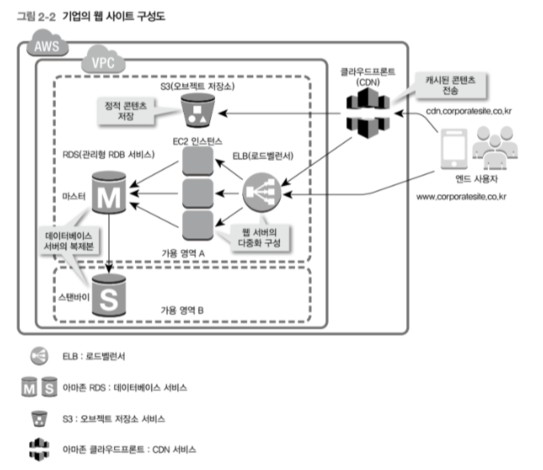 그림 2-2 기업의 웹 사이트 구성도
AWS
VPC
S3(오브젝트 저장소)
정적 콘텐츠
저장
클라우드프론트
(CDN)
캐시된 콘텐츠
전송
cdn.corporatesite.co.kr
EC2 인스턴스
RDS(관리형 RDB 서비스)
ELB(로드벨런서)
엔드 사용자
www.corporatesite.co.kr
마스터
M
데이터베이스
서버의 복제본
웹 서버의
다중화 구성
가용 영역 A
스탠바이
S
가용 영역 B
ELB : 로드벨런서
M S 아마존 RDS : 데이터베이스 서비스
S3 : 오브젝트 저장소 서비스
아마존 클라우드프론트 : CDN 서비스